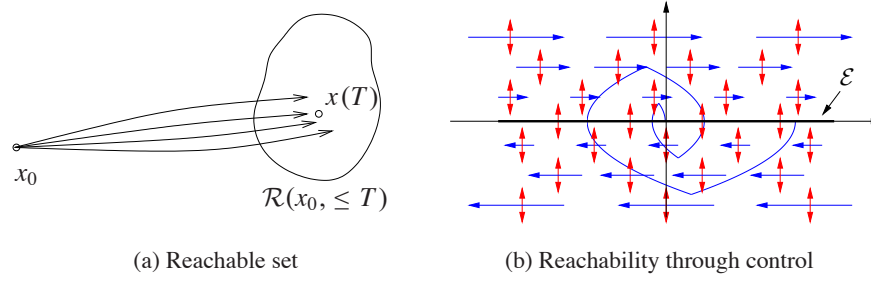 x(T)
x₀
R(x₀, ≤ T)
(a) Reachable set
ℰ
(b) Reachability through control